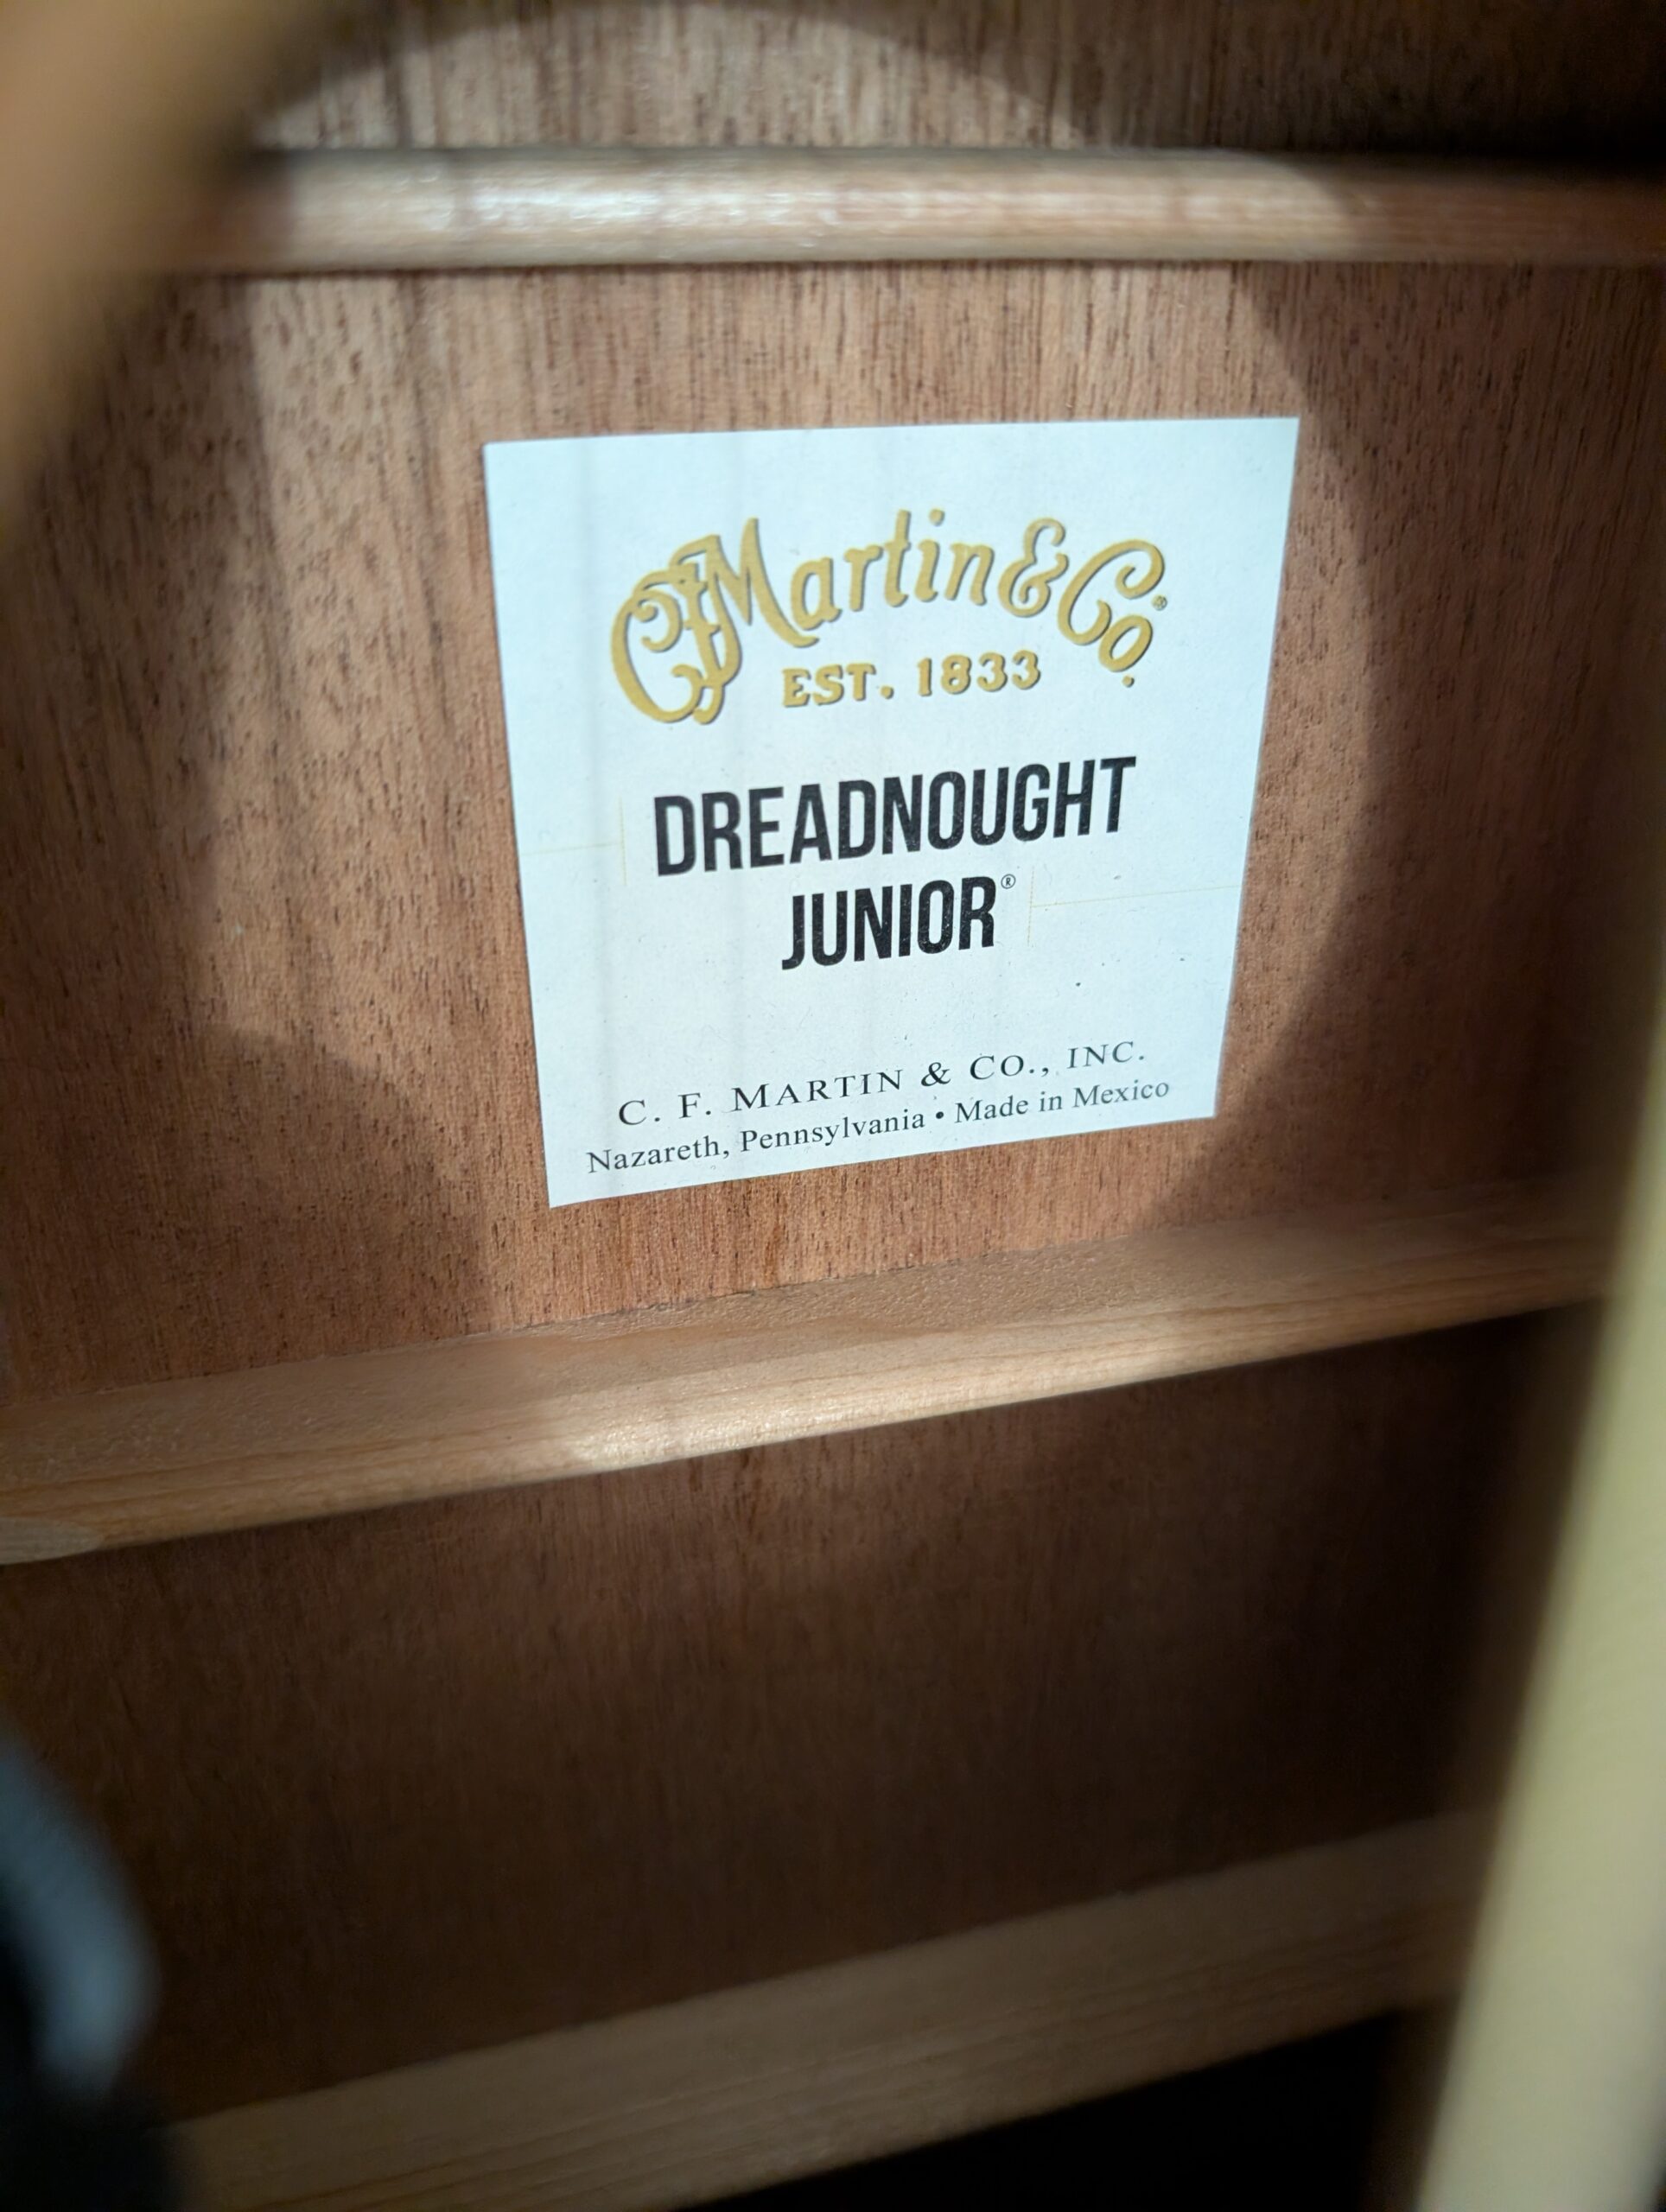 CFMartin & Co.®
EST. 1833
DREADNOUGHT
JUNIOR®
C. F. MARTIN & CO., INC.
Nazareth, Pennsylvania • Made in Mexico